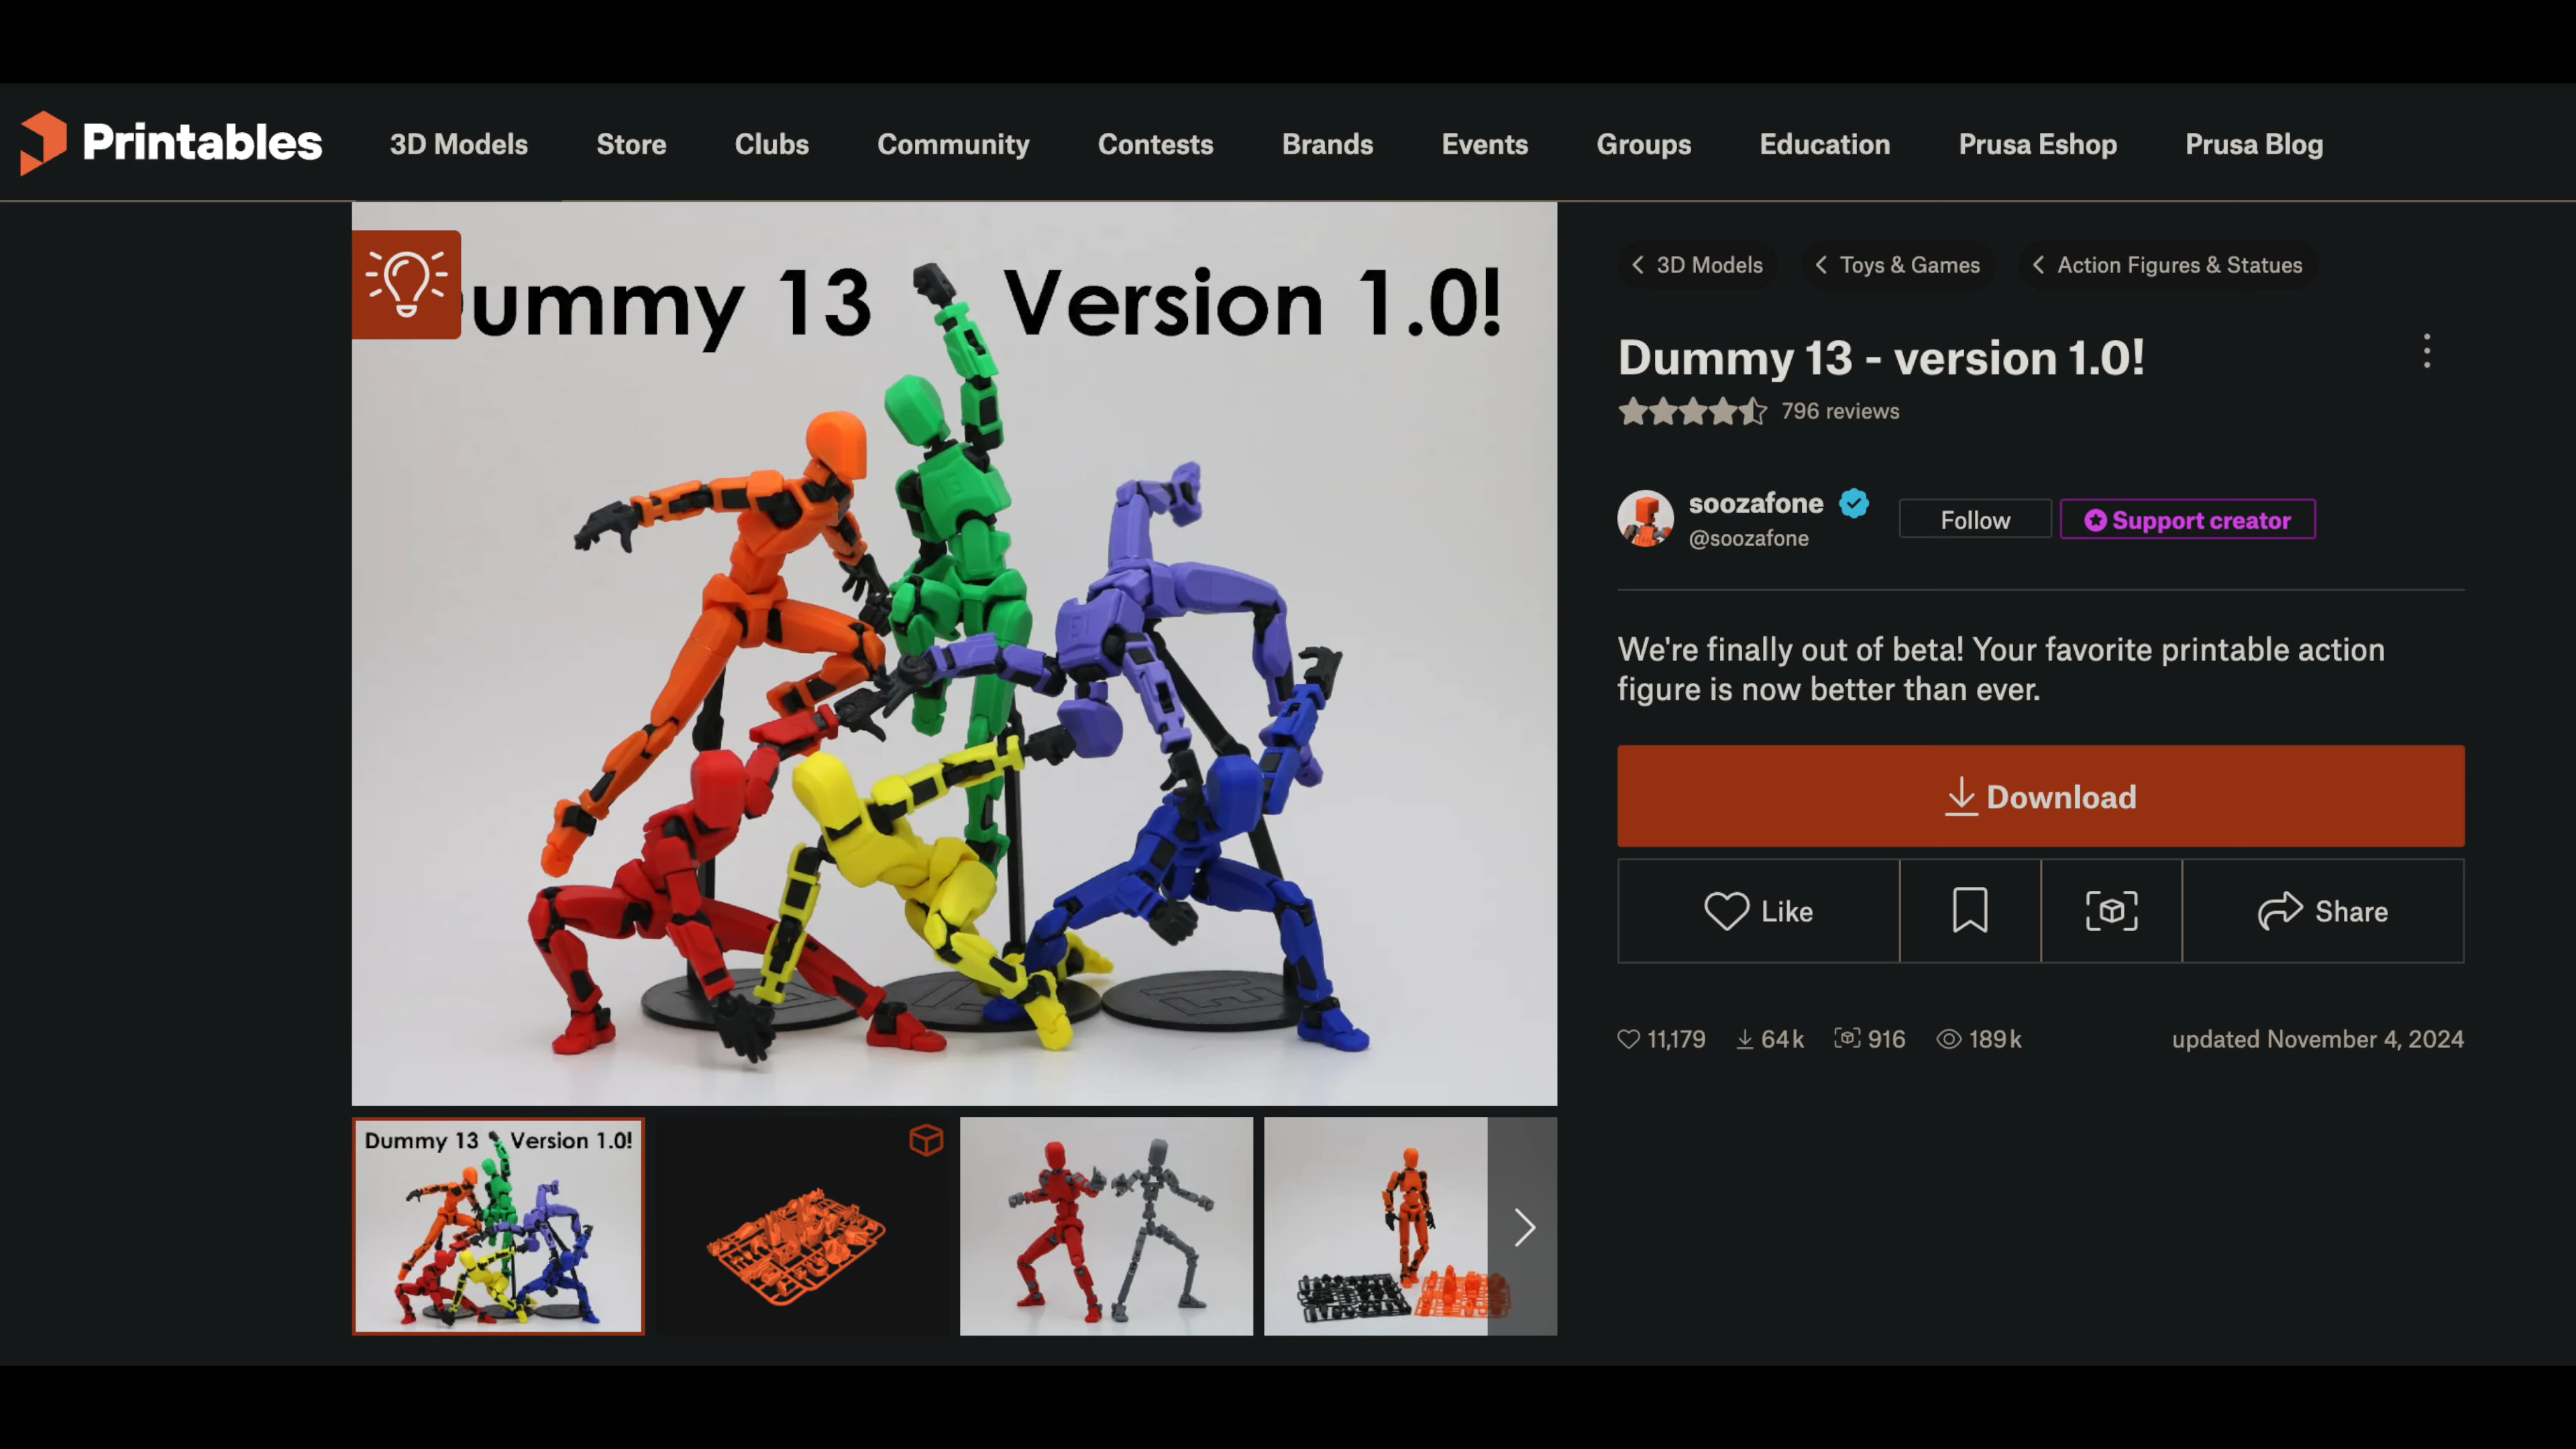 Printables
3D Models Store Clubs Community Contests Brands Events Groups Education Prusa Eshop Prusa Blog
ummy 13 Version 1.0!
3D Models Toys & Games Action Figures & Statues
Dummy 13 - version 1.0!
796 reviews
soozafone
@soozafone
Follow
Support creator
We're finally out of beta! Your favorite printable action
figure is now better than ever.
Download
Like
Share
11,179 64k 916 189k updated November 4, 2024
Dummy 13 Version 1.0!